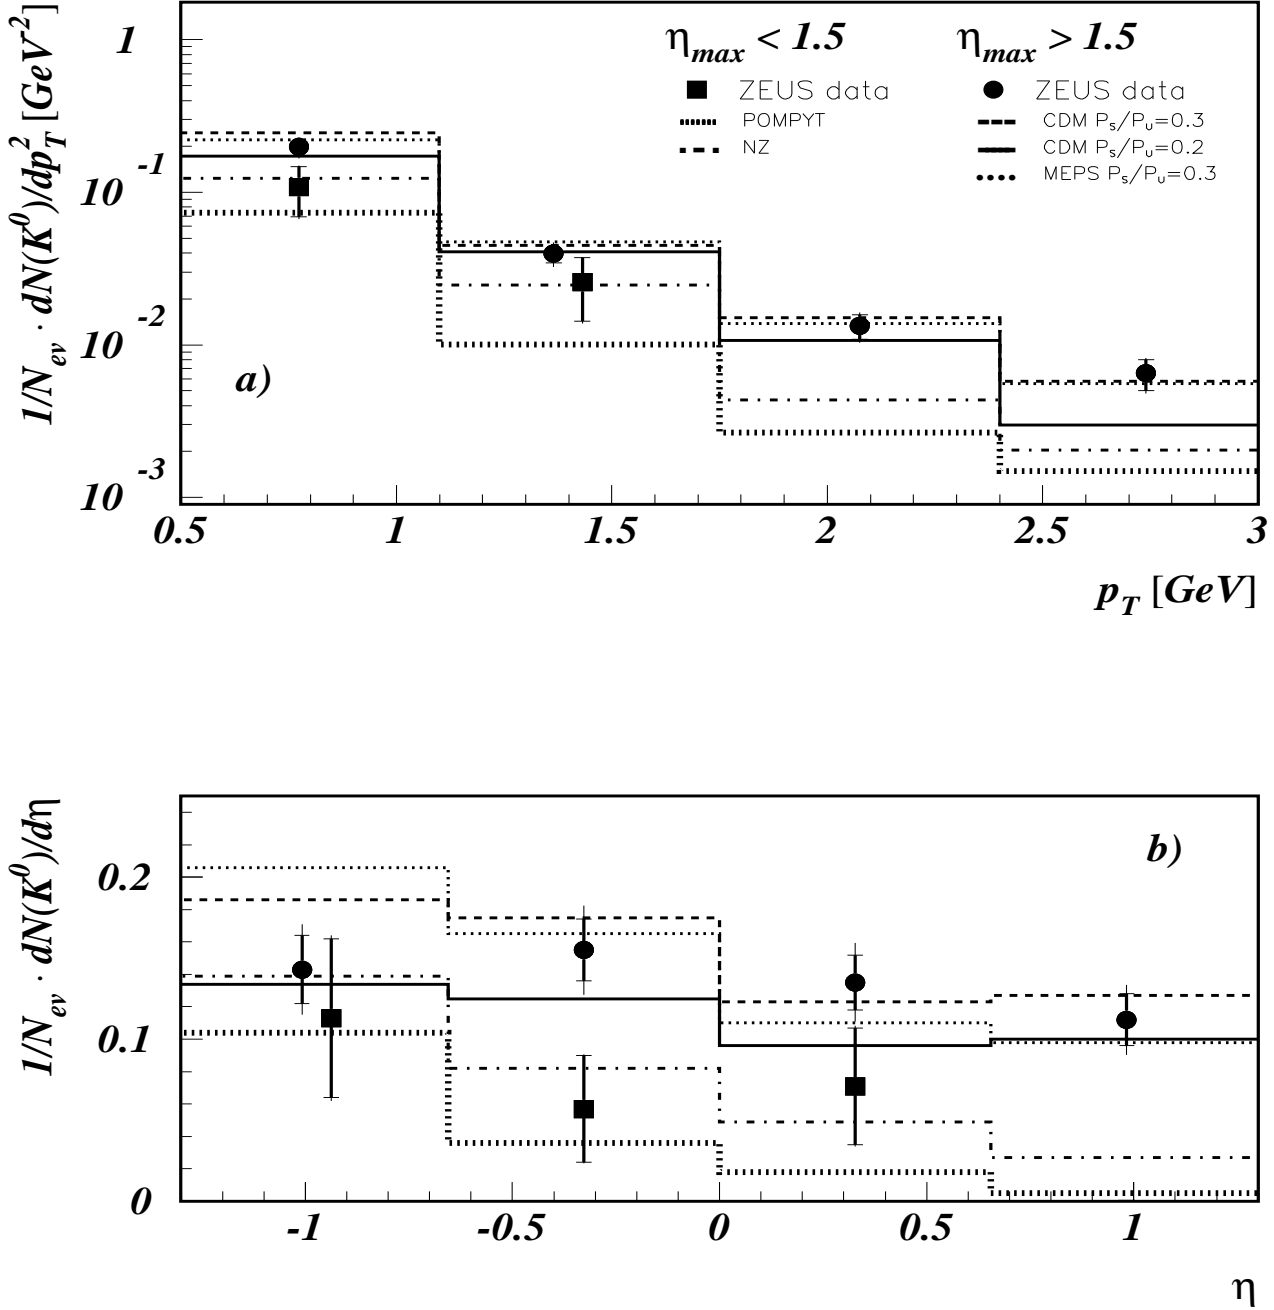 1/N_ev · dN(K^0)/dp_T^2 [GeV^-2]
η_max < 1.5 η_max > 1.5
ZEUS data ZEUS data
POMPYT CDM P_s/P_u=0.3
NZ CDM P_s/P_u=0.2
MEPS P_s/P_u=0.3
1
10^-1
10^-2
10^-3
a)
0.5 1 1.5 2 2.5 3
p_T [GeV]
1/N_ev · dN(K^0)/dη
b)
0.2
0.1
0
-1 -0.5 0 0.5 1
η